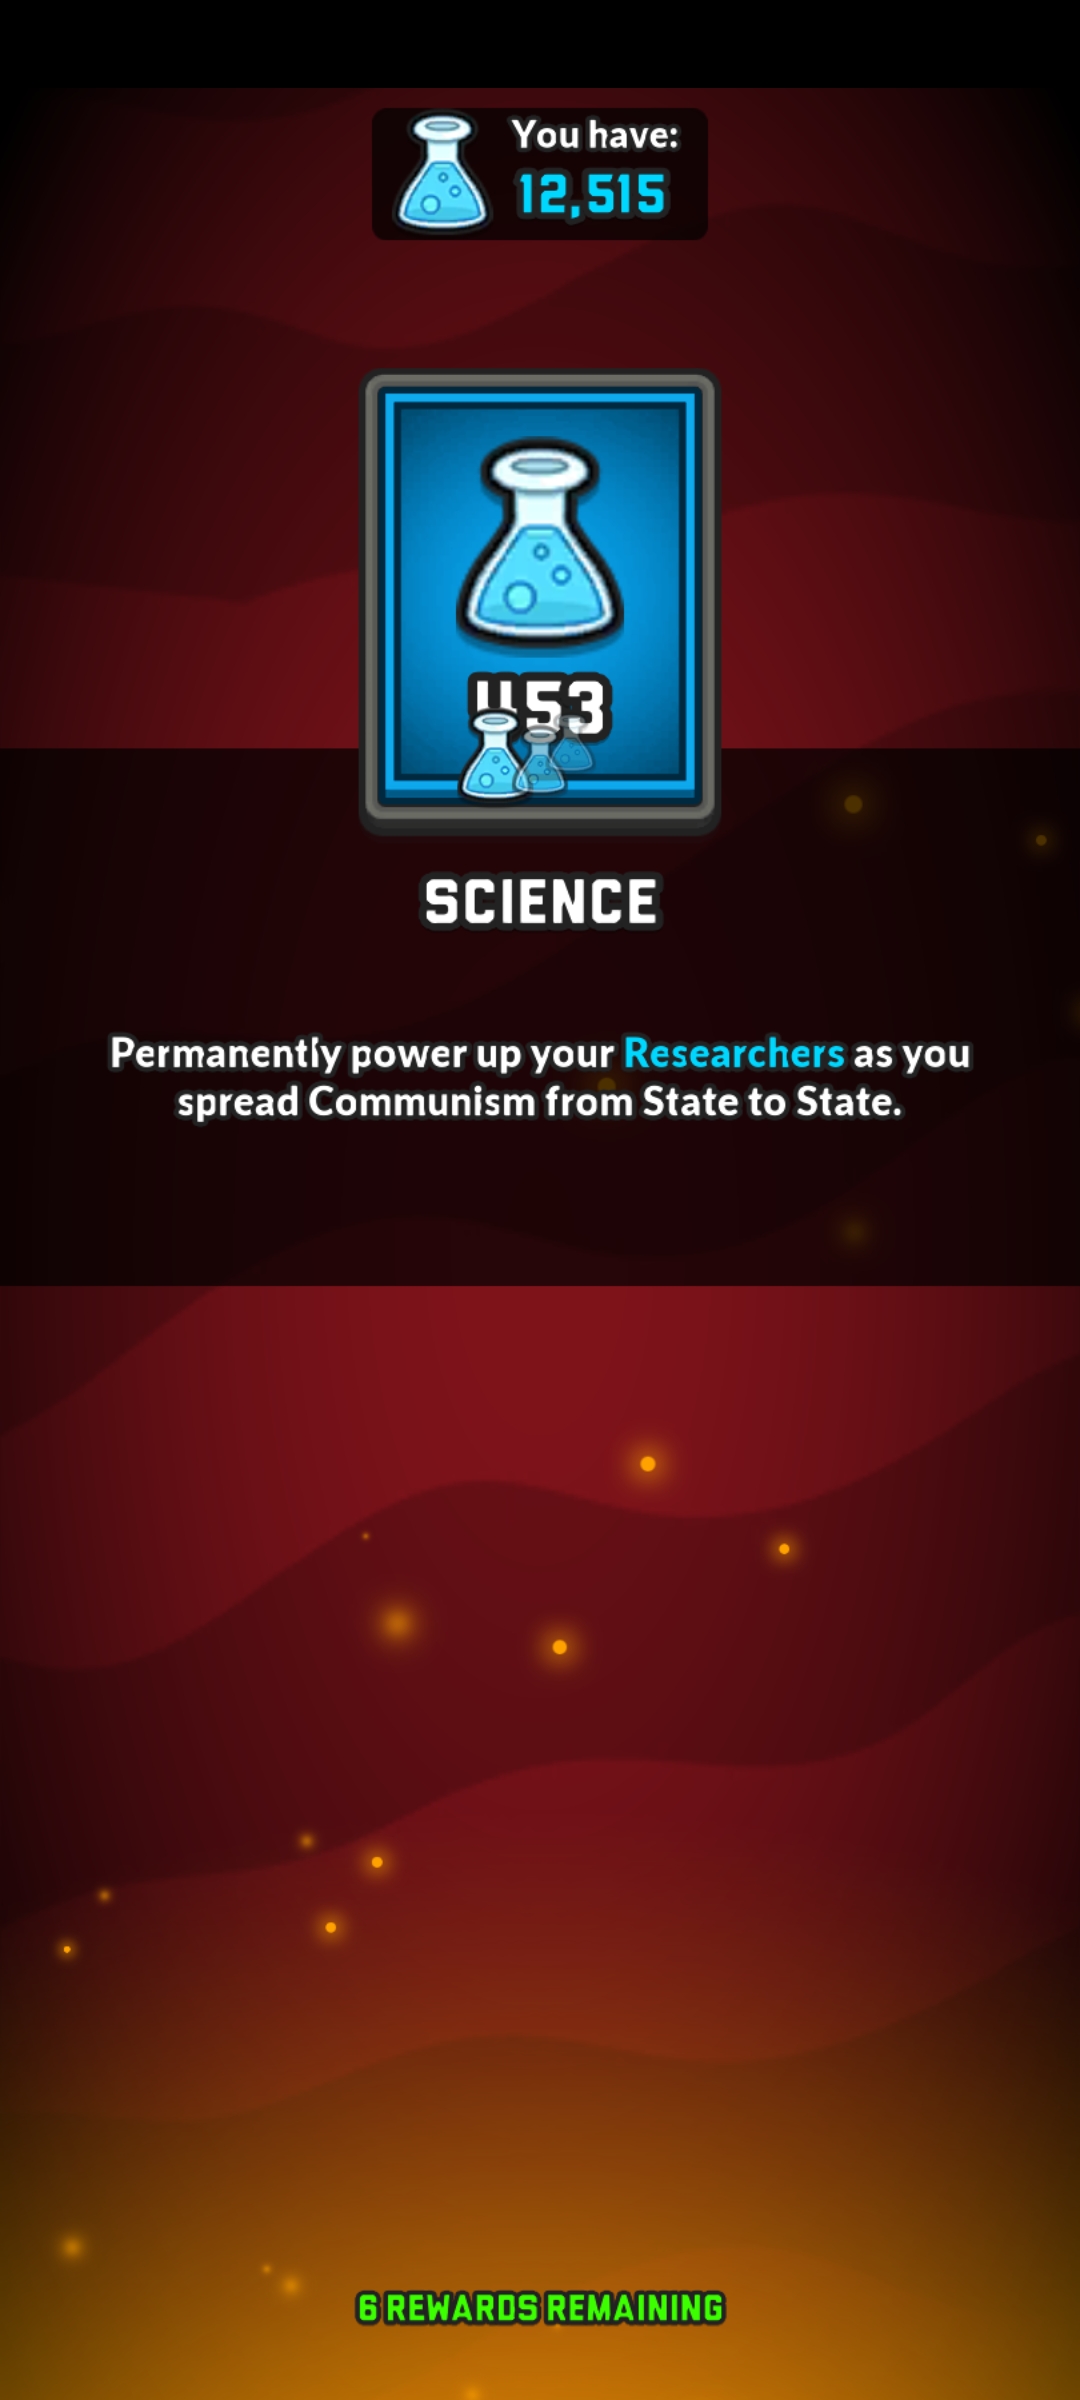 You have:
12,515
453
SCIENCE
Permanently power up your Researchers as you
spread Communism from State to State.
6 REWARDS REMAINING